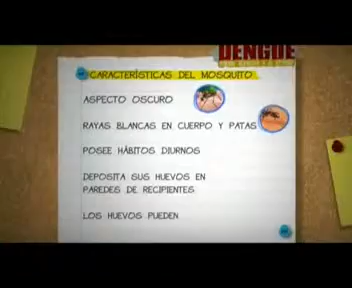 DENGUE
CARACTERÍSTICAS DEL MOSQUITO
ASPECTO OSCURO
RAYAS BLANCAS EN CUERPO Y PATAS
POSEE HÁBITOS DIURNOS
DEPOSITA SUS HUEVOS EN
PAREDES DE RECIPIENTES
LOS HUEVOS PUEDEN